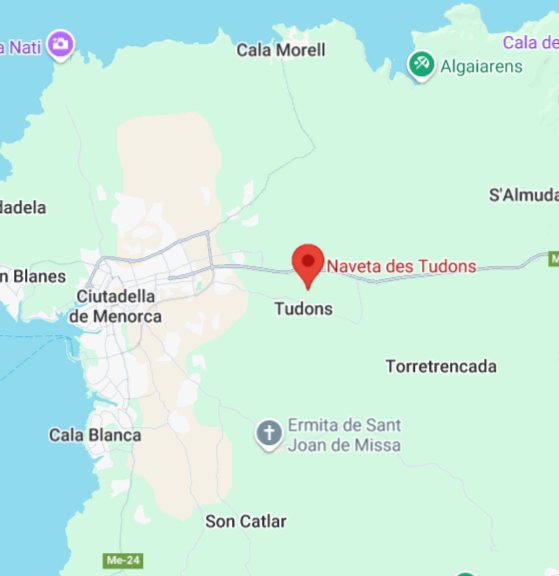 a Nati
Cala Morell
Cala de
Algaiarens
S'Almuda
dadela
Naveta des Tudons
M
n Blanes
Ciutadella
de Menorca
Tudons
Torretrencada
Ermita de Sant
Joan de Missa
Cala Blanca
Son Catlar
Me-24